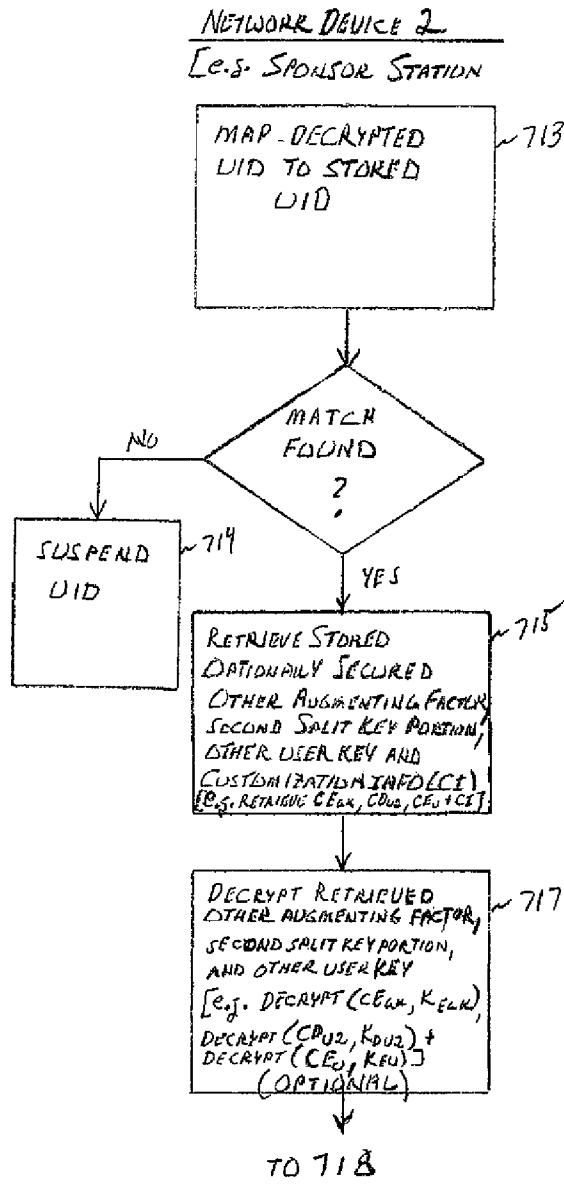 NETWORK DEVICE 2
[e.g. SPONSOR STATION
MAP DECRYPTED
UID TO STORED
UID
713
MATCH
FOUND
?
NO
YES
SUSPEND
UID
714
RETRIEVE STORED
OPTIONALLY SECURED
OTHER AUGMENTING FACTOR,
SECOND SPLIT KEY PORTION,
OTHER USER KEY AND
CUSTOMIZATION INFO (CI)
[e.g. RETRIEVE CELK, CDU2, CEU + CI]
715
DECRYPT RETRIEVED
OTHER AUGMENTING FACTOR,
SECOND SPLIT KEY PORTION,
AND OTHER USER KEY
[e.g. DECRYPT (CELK, KELK),
DECRYPT (CDU2, KDU2) +
DECRYPT (CEU, KEU)]
(OPTIONAL)
717
TO 718